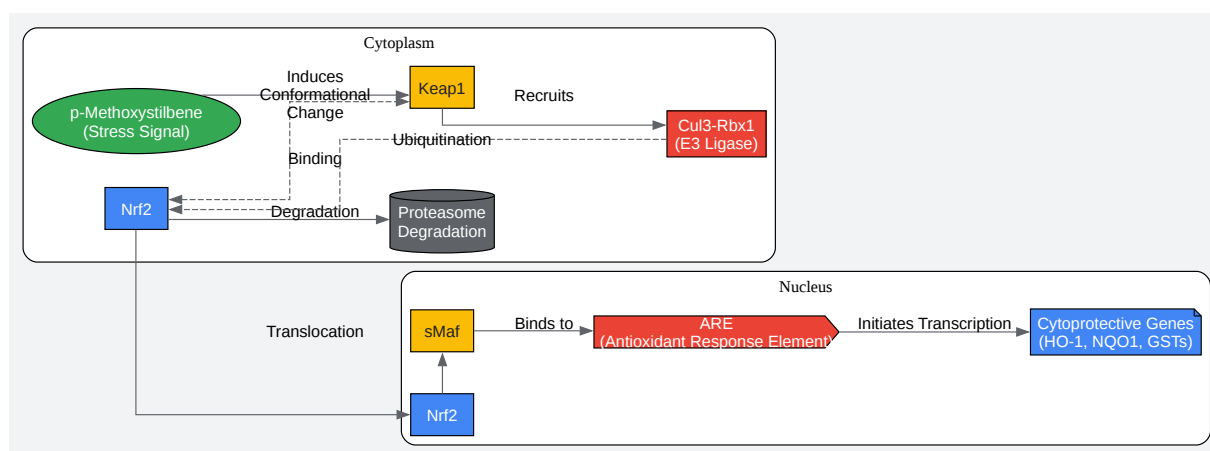 Cytoplasm
Induces
Conformational
Change
Keap1
Recruits
p-Methoxystilbene
(Stress Signal)
Cul3-Rbx1
(E3 Ligase)
Ubiquitination
Binding
Nrf2
Degradation
Proteasome
Degradation
Nucleus
Translocation
sMaf
Binds to
ARE
(Antioxidant Response Element)
Initiates Transcription
Cytoprotective Genes
(HO-1, NQO1, GSTs)
Nrf2